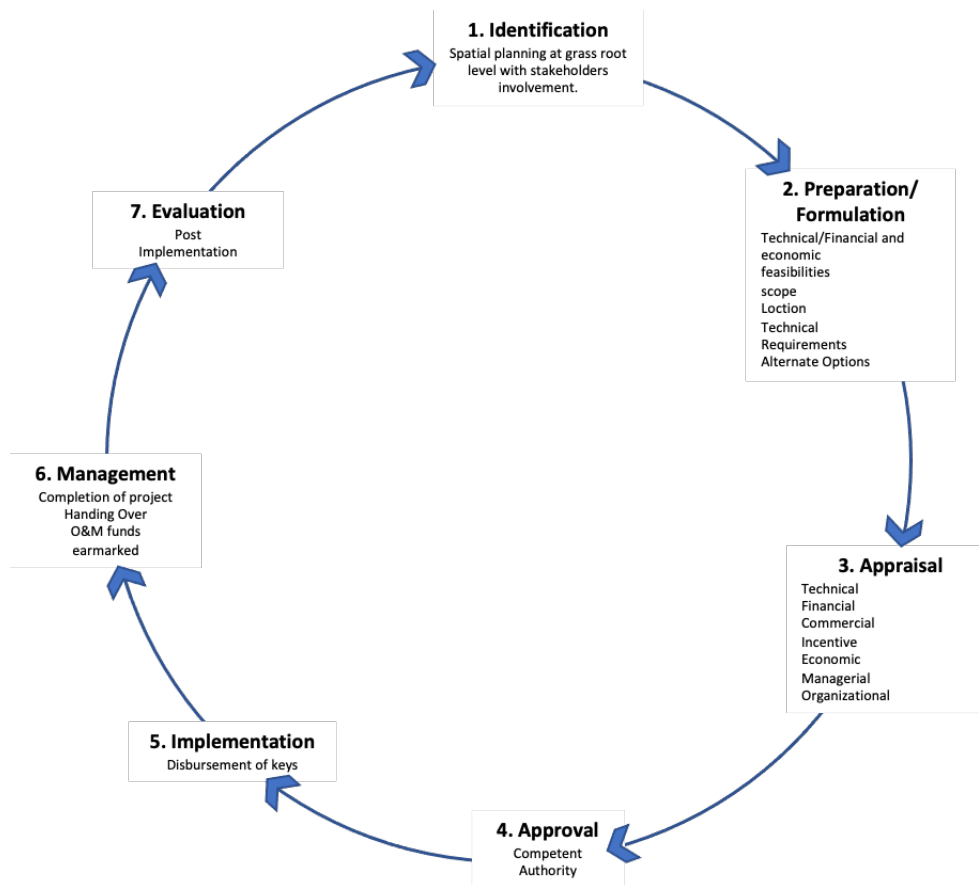 1. Identification
Spatial planning at grass root
level with stakeholders
involvement.
2. Preparation/
Formulation
Technical/Financial and
economic
feasibilities
scope
Loction
Technical
Requirements
Alternate Options
3. Appraisal
Technical
Financial
Commercial
Incentive
Economic
Managerial
Organizational
4. Approval
Competent
Authority
5. Implementation
Disbursement of keys
6. Management
Completion of project
Handing Over
O&M funds
earmarked
7. Evaluation
Post
Implementation